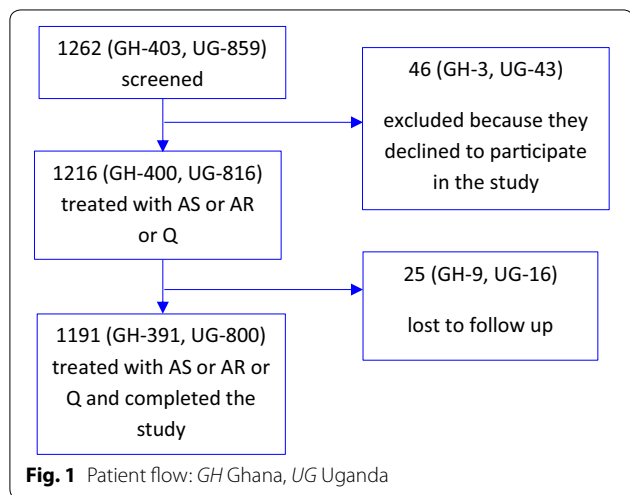 1262 (GH-403, UG-859)
screened
46 (GH-3, UG-43)
excluded because they
declined to participate
in the study
1216 (GH-400, UG-816)
treated with AS or AR
or Q
25 (GH-9, UG-16)
lost to follow up
1191 (GH-391, UG-800)
treated with AS or AR or
Q and completed the
study
Fig. 1 Patient flow: GH Ghana, UG Uganda